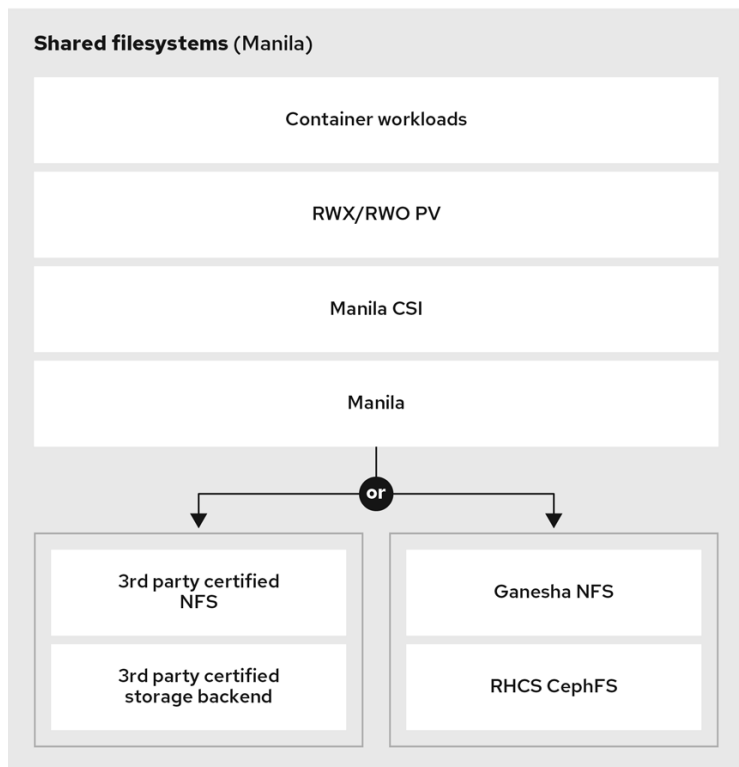 Shared filesystems (Manila)
Container workloads
RWX/RWO PV
Manila CSI
Manila
or
3rd party certified
NFS
3rd party certified
storage backend
Ganesha NFS
RHCS CephFS